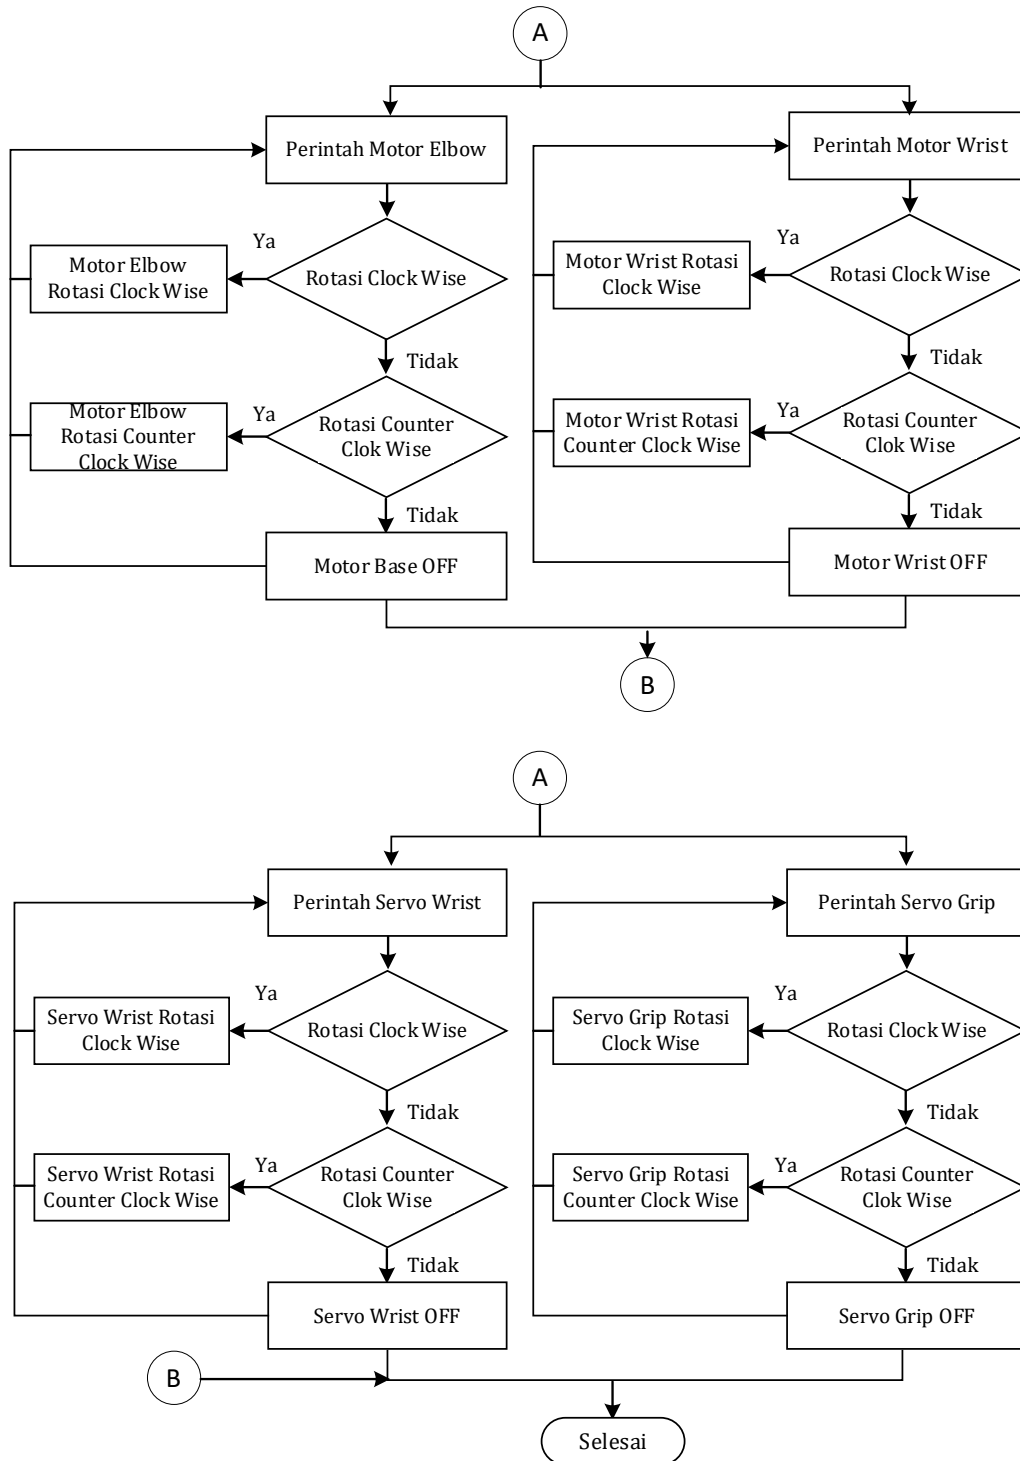 A
Perintah Motor Elbow
Perintah Motor Wrist
Ya
Rotasi Clock Wise
Motor Elbow
Rotasi Clock Wise
Tidak
Ya
Rotasi Counter
Clok Wise
Motor Elbow
Rotasi Counter
Clock Wise
Tidak
Motor Base OFF
Ya
Rotasi Clock Wise
Motor Wrist Rotasi
Clock Wise
Tidak
Ya
Rotasi Counter
Clok Wise
Motor Wrist Rotasi
Counter Clock Wise
Tidak
Motor Wrist OFF
B
A
Perintah Servo Wrist
Perintah Servo Grip
Ya
Rotasi Clock Wise
Servo Wrist Rotasi
Clock Wise
Tidak
Ya
Rotasi Counter
Clok Wise
Servo Wrist Rotasi
Counter Clock Wise
Tidak
Servo Wrist OFF
Ya
Rotasi Clock Wise
Servo Grip Rotasi
Clock Wise
Tidak
Ya
Rotasi Counter
Clok Wise
Servo Grip Rotasi
Counter Clock Wise
Tidak
Servo Grip OFF
B
Selesai